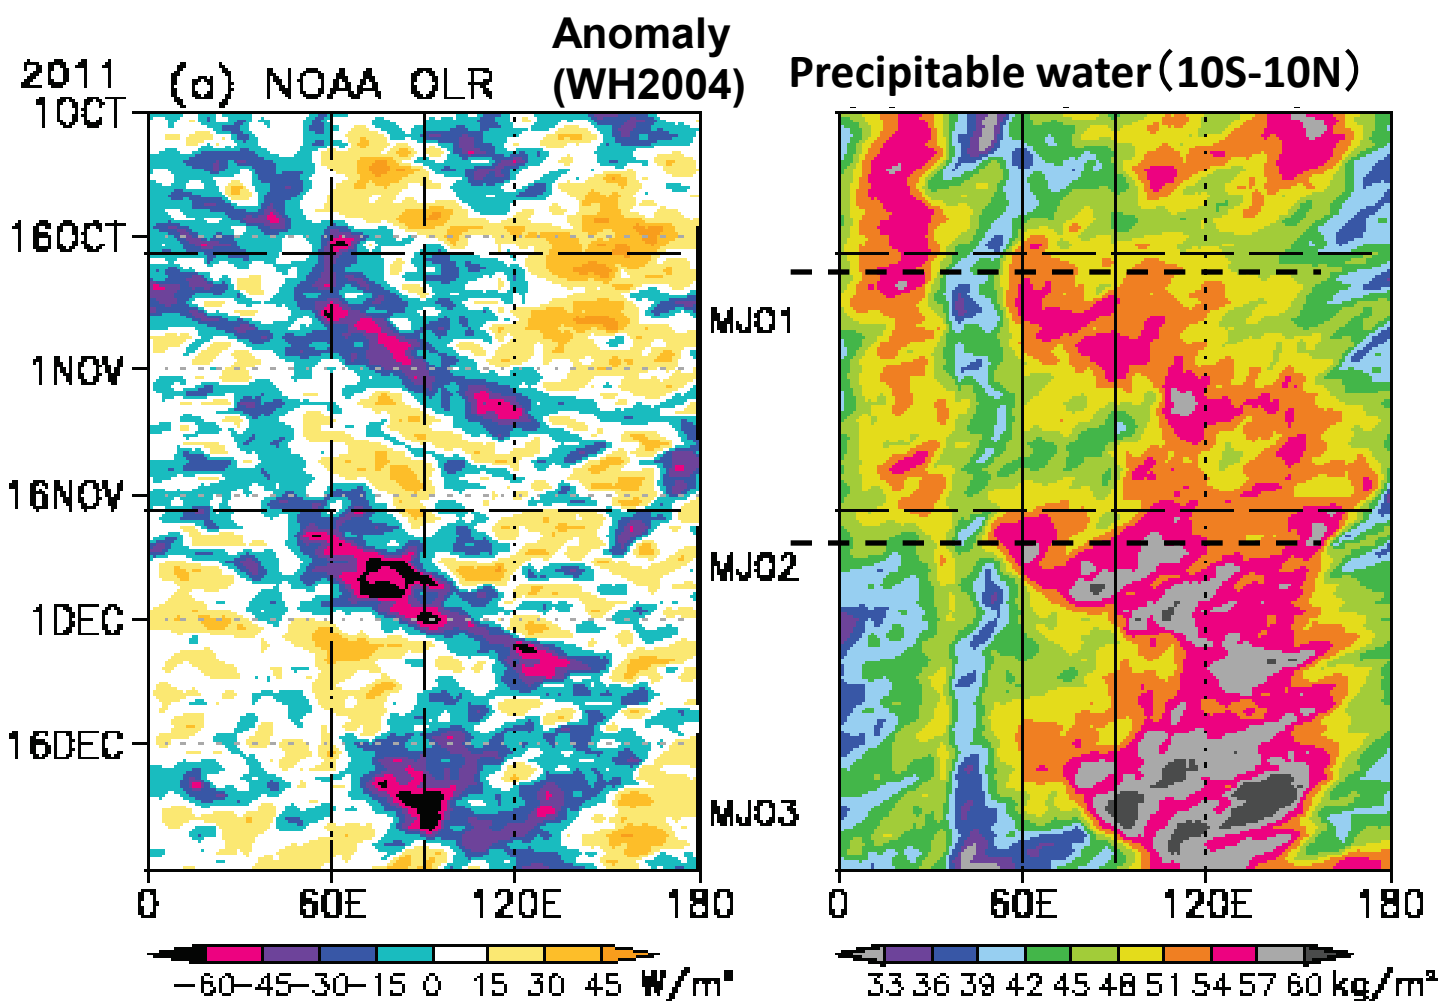 Anomaly
(WH2004)
2011
(a) NOAA OLR
Precipitable water（10S-10N）
1OCT
16OCT
1NOV
16NOV
1DEC
16DEC
MJO1
MJO2
MJO3
0 60E 120E 180
0 60E 120E 180
−60−45−30−15 0 15 30 45 W/m²
33 36 39 42 45 48 51 54 57 60 kg/m²